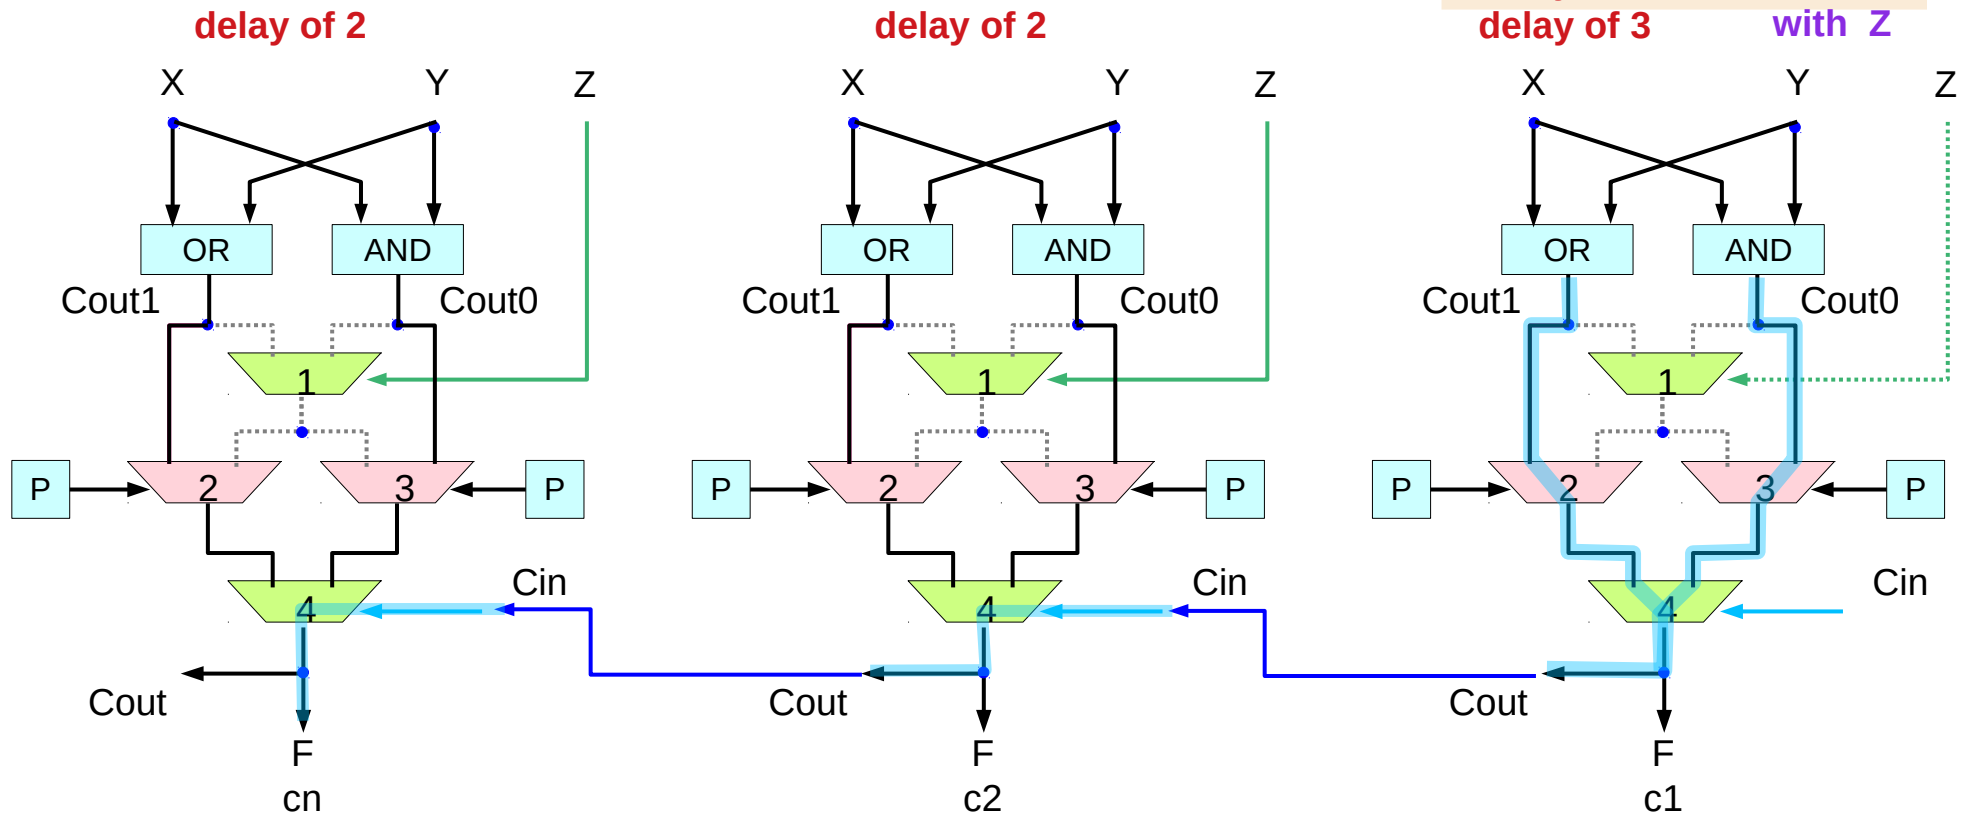 delay of 2
delay of 2
delay of 3
with Z
X Y Z
X Y Z
X Y Z
OR AND
OR AND
OR AND
Cout1 Cout0
Cout1 Cout0
Cout1 Cout0
1
1
1
P 2 3 P
P 2 3 P
P 2 3 P
Cin
Cin
Cin
4
4
4
Cout
Cout
Cout
F
F
F
cn
c2
c1